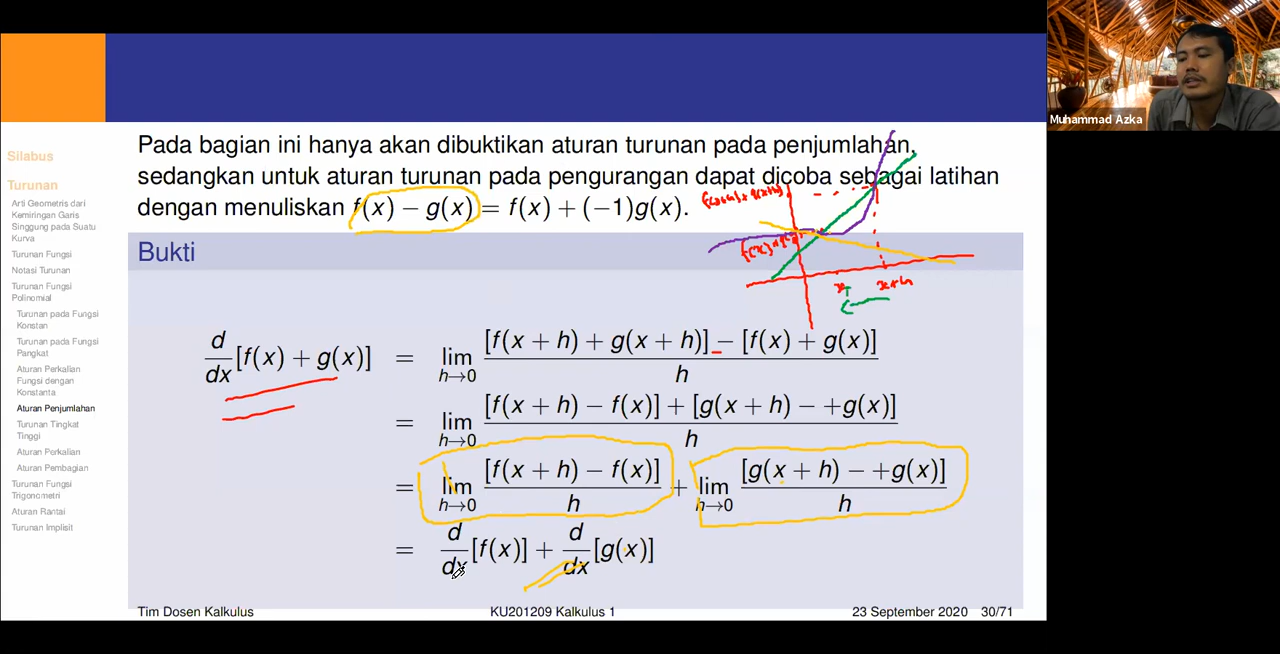 Muhammad Azka
Silabus
Turunan
Arti Geometris dari
Kemiringan Garis
Singgung pada Suatu
Kurva
Turunan Fungsi
Notasi Turunan
Turunan Fungsi
Polinomial
Turunan pada Fungsi
Konstan
Turunan pada Fungsi
Pangkat
Aturan Perkalian
Fungsi dengan
Konstanta
Aturan Penjumlahan
Turunan Tingkat
Tinggi
Aturan Perkalian
Aturan Pembagian
Turunan Fungsi
Trigonometri
Aturan Rantai
Turunan Implisit
Pada bagian ini hanya akan dibuktikan aturan turunan pada penjumlahan,
sedangkan untuk aturan turunan pada pengurangan dapat dicoba sebagai latihan
dengan menuliskan f(x) − g(x) = f(x) + (−1)g(x).
Bukti
f(x+h)+g(x+h)
x
x+h
d/dx [f(x) + g(x)] = lim h→0 [f(x + h) + g(x + h)] − [f(x) + g(x)] / h
= lim h→0 [f(x + h) − f(x)] + [g(x + h) − +g(x)] / h
= lim h→0 [f(x + h) − f(x)] / h + lim h→0 [g(x + h) − +g(x)] / h
= d/dx [f(x)] + d/dx [g(x)]
Tim Dosen Kalkulus KU201209 Kalkulus 1 23 September 2020 30/71